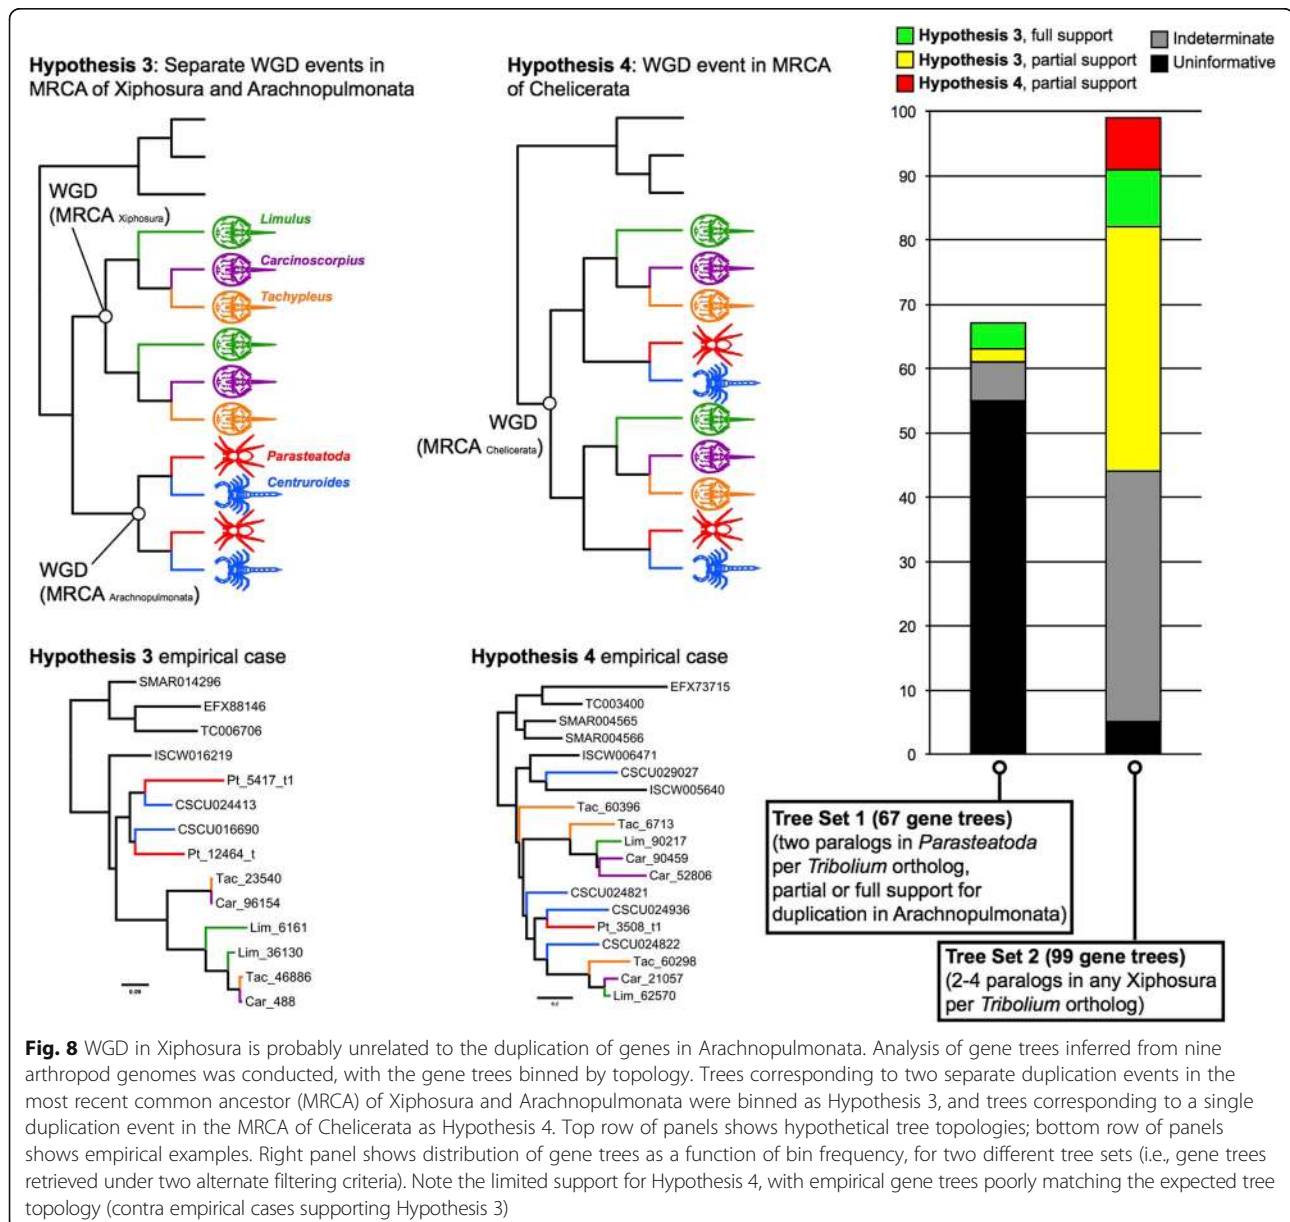 Hypothesis 3: Separate WGD events in
MRCA of Xiphosura and Arachnopulmonata
WGD
(MRCA Xiphosura)
Limulus
Carcinoscorpius
Tachypleus
Parasteatoda
Centruroides
WGD
(MRCA Arachnopulmonata)
Hypothesis 4: WGD event in MRCA
of Chelicerata
WGD
(MRCA Chelicerata)
Hypothesis 3, full support
Hypothesis 3, partial support
Hypothesis 4, partial support
Indeterminate
Uninformative
100
90
80
70
60
50
40
30
20
10
0
Tree Set 1 (67 gene trees)
(two paralogs in Parasteatoda
per Tribolium ortholog,
partial or full support for
duplication in Arachnopulmonata)
Tree Set 2 (99 gene trees)
(2-4 paralogs in any Xiphosura
per Tribolium ortholog)
Hypothesis 3 empirical case
SMAR014296
EFX88146
TC006706
ISCW016219
Pt_5417_t1
CSCU024413
CSCU016690
Pt_12464_t
Tac_23540
Car_96154
Lim_6161
Lim_36130
Tac_46886
Car_488
Hypothesis 4 empirical case
EFX73715
TC003400
SMAR004565
SMAR004566
ISCW006471
CSCU029027
ISCW005640
Tac_60396
Tac_6713
Lim_90217
Car_90459
Car_52806
CSCU024821
CSCU024936
Pt_3508_t1
CSCU024822
Tac_60298
Car_21057
Lim_62570
Fig. 8 WGD in Xiphosura is probably unrelated to the duplication of genes in Arachnopulmonata. Analysis of gene trees inferred from nine
arthropod genomes was conducted, with the gene trees binned by topology. Trees corresponding to two separate duplication events in the
most recent common ancestor (MRCA) of Xiphosura and Arachnopulmonata were binned as Hypothesis 3, and trees corresponding to a single
duplication event in the MRCA of Chelicerata as Hypothesis 4. Top row of panels shows hypothetical tree topologies; bottom row of panels
shows empirical examples. Right panel shows distribution of gene trees as a function of bin frequency, for two different tree sets (i.e., gene trees
retrieved under two alternate filtering criteria). Note the limited support for Hypothesis 4, with empirical gene trees poorly matching the expected tree
topology (contra empirical cases supporting Hypothesis 3)